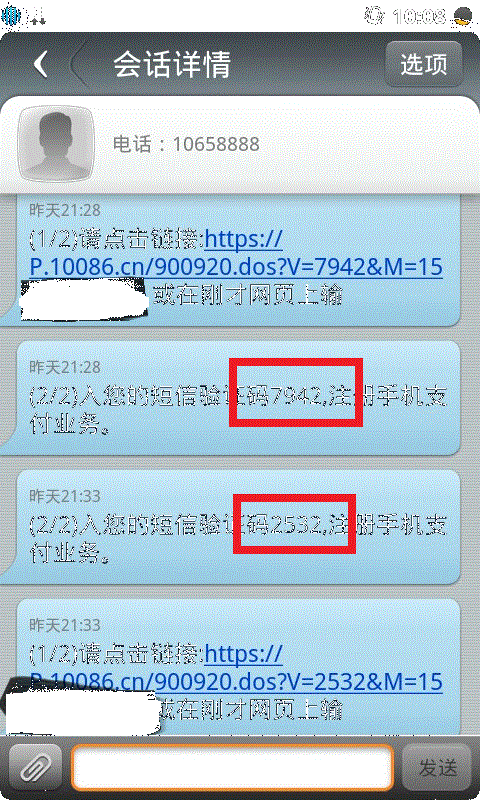 10:08
会话详情
选项
电话：10658888
昨天21:28
(1/2)请点击链接:https://
P.10086.cn/900920.dos?V=7942&M=15
或在刚才网页上输
昨天21:28
(2/2)入您的短信验证码7942,注册手机支
付业务。
昨天21:33
(2/2)入您的短信验证码2532,注册手机支
付业务。
昨天21:33
(1/2)请点击链接:https://
P.10086.cn/900920.dos?V=2532&M=15
或在刚才网页上输
发送